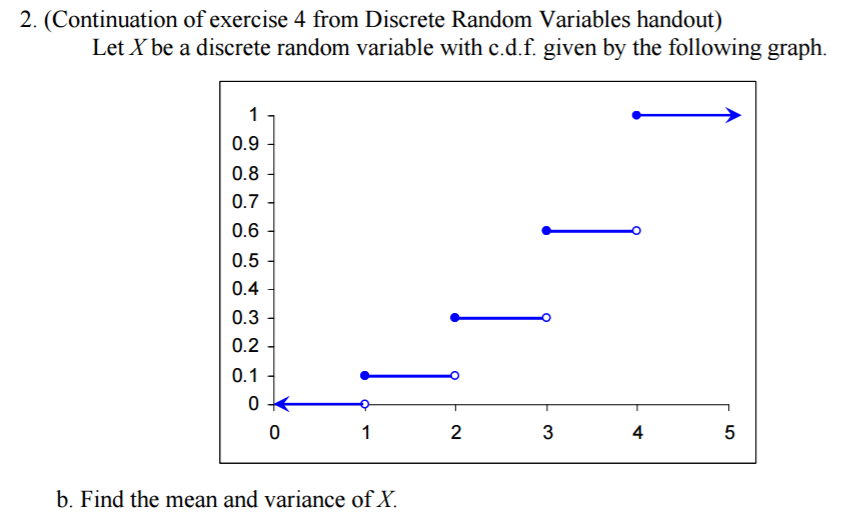 2. (Continuation of exercise 4 from Discrete Random Variables handout)
Let X be a discrete random variable with c.d.f. given by the following graph.
1
0.9
0.8
0.7
0.6
0.5
0.4
0.3
0.2
0.1
0
0 1 2 3 4 5
b. Find the mean and variance of X.